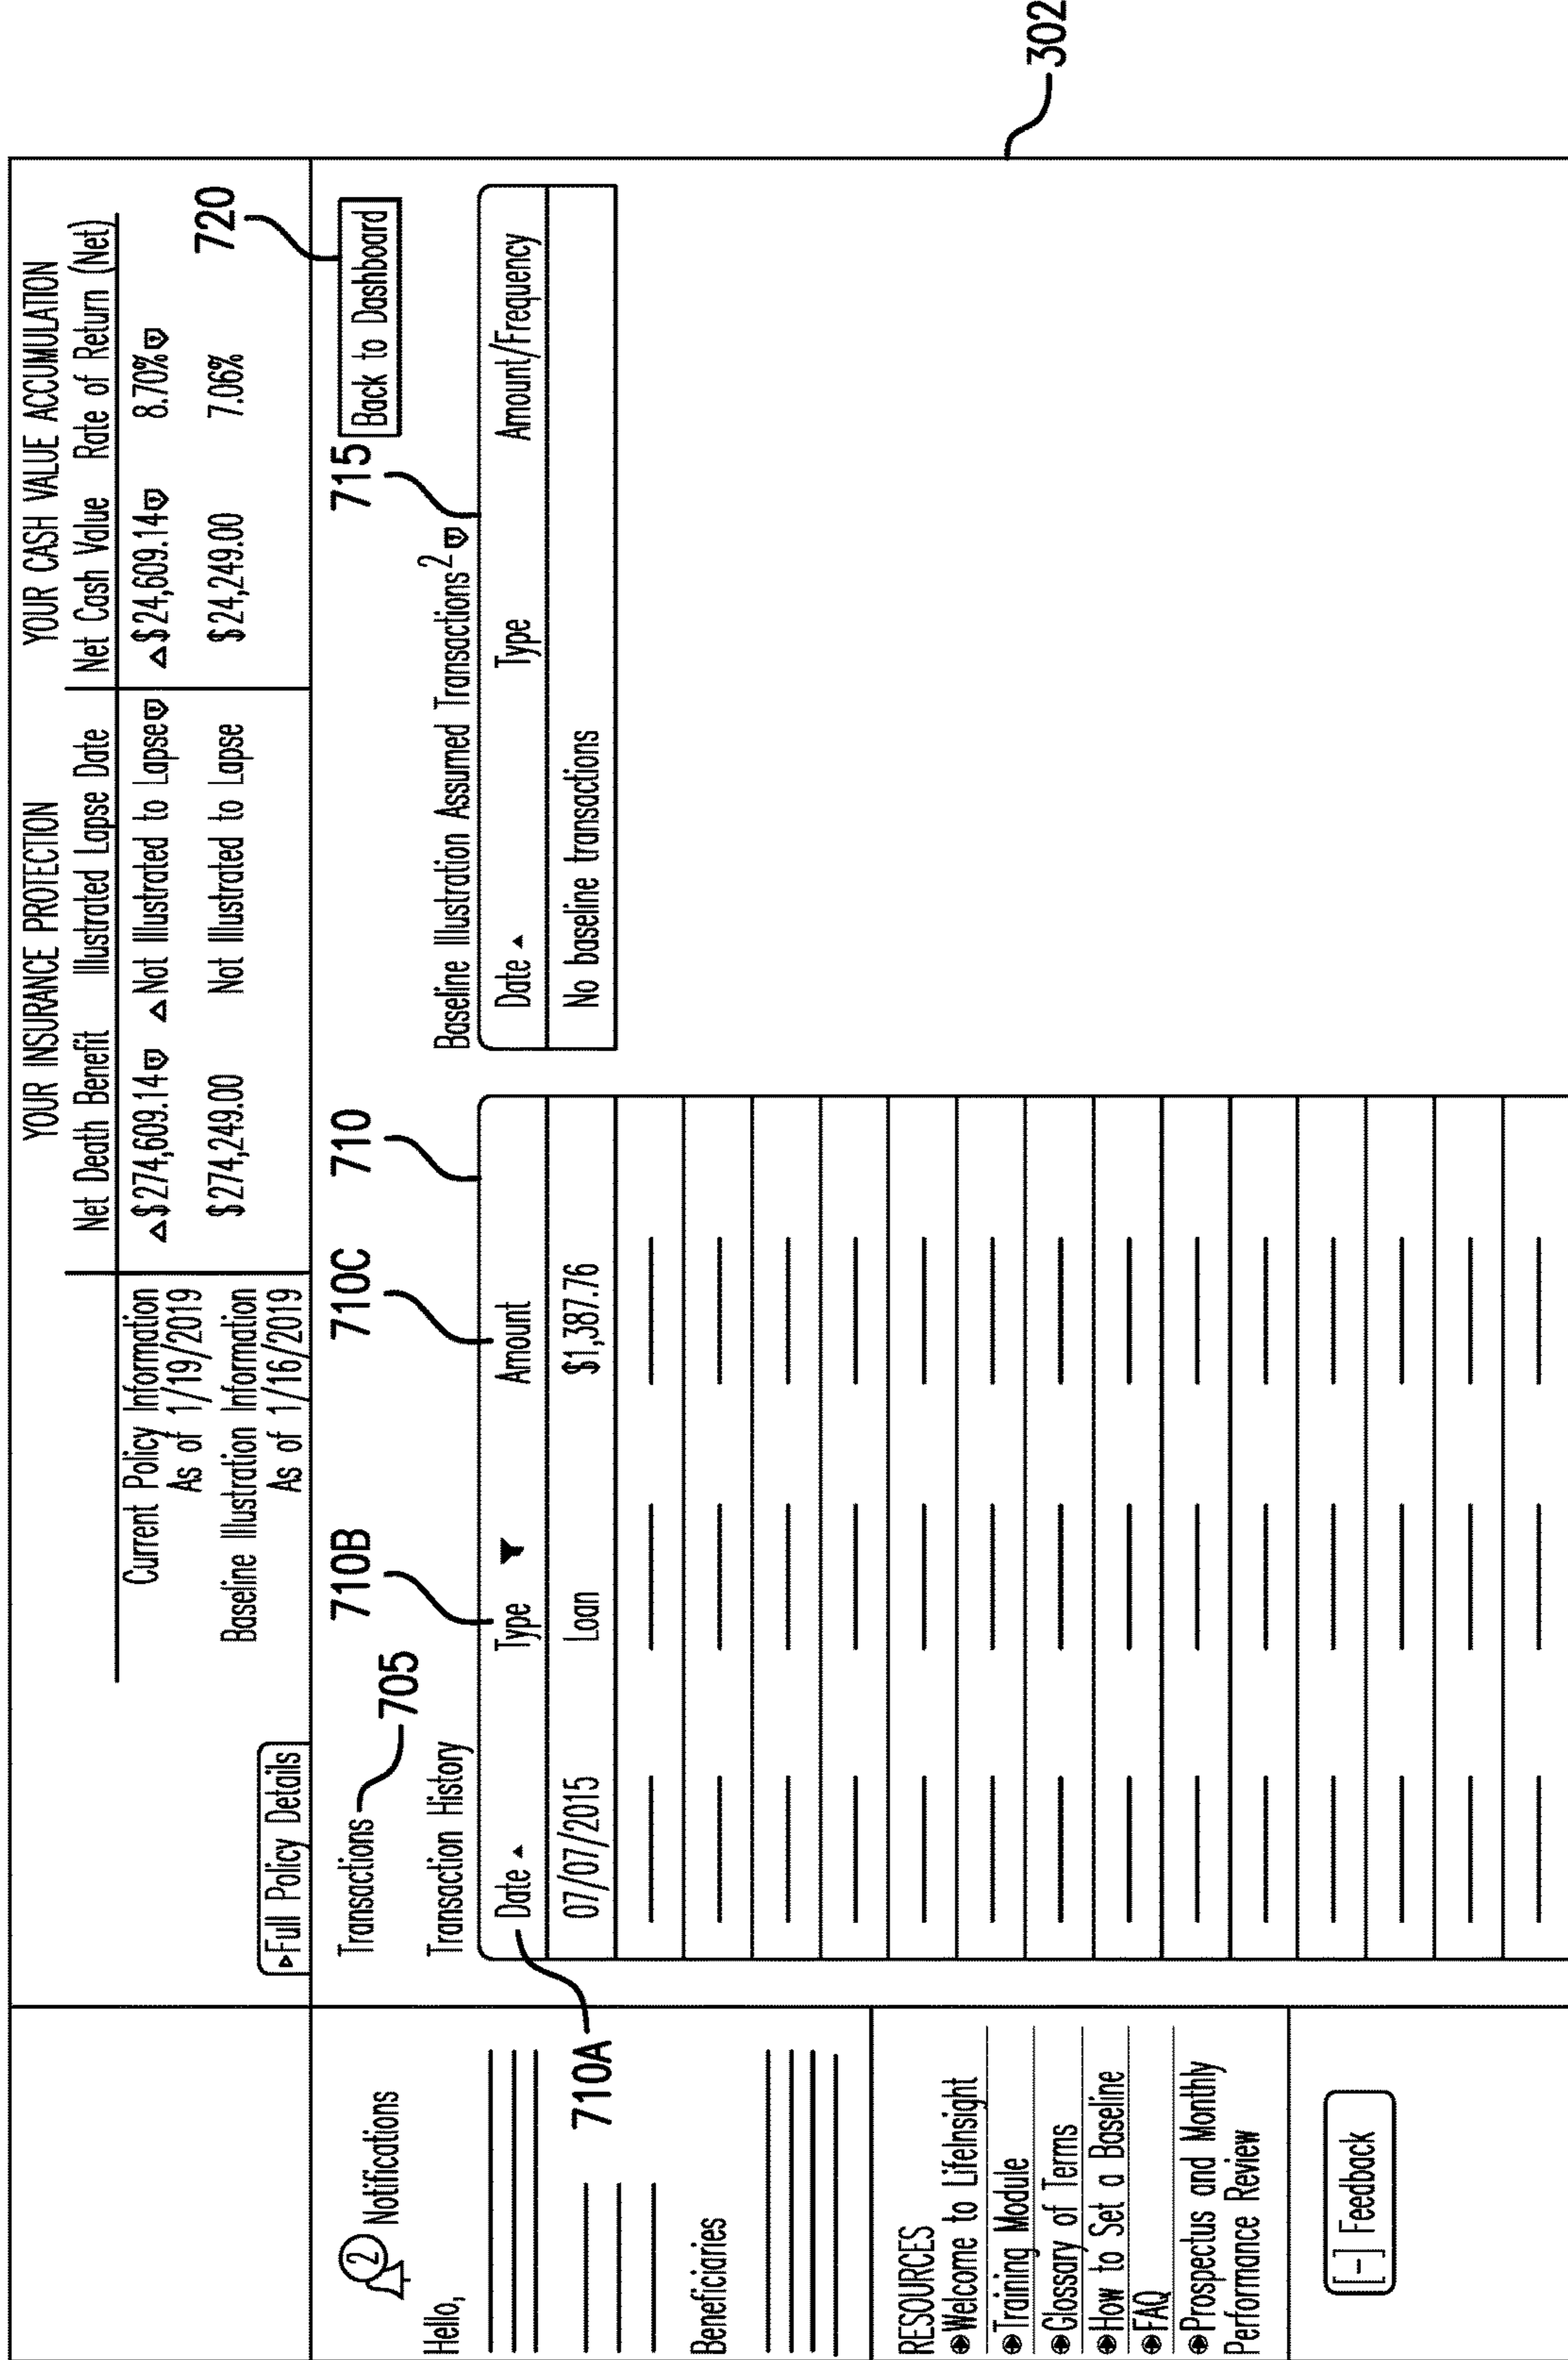 YOUR INSURANCE PROTECTION
YOUR CASH VALUE ACCUMULATION
Net Death Benefit Illustrated Lapse Date
Net Cash Value Rate of Return (Net)
Current Policy Information
As of 1/19/2019
$274,609.14 Not Illustrated to Lapse
$24,609.14 8.70%
Baseline Illustration Information
As of 1/16/2019
$274,249.00 Not Illustrated to Lapse
$24,249.00 7.06%
720
▸Full Policy Details
2 Notifications
Hello,
Beneficiaries
RESOURCES
Welcome to LifeInsight
Training Module
Glossary of Terms
How to Set a Baseline
FAQ
Prospectus and Monthly
Performance Review
[-] Feedback
Transactions 705
710B
710C
710
715
Back to Dashboard
Transaction History
Date ▴ Type Amount
07/07/2015 Loan $1,387.76
710A
Baseline Illustration Assumed Transactions 2
Date ▴ Type Amount/Frequency
No baseline transactions
302